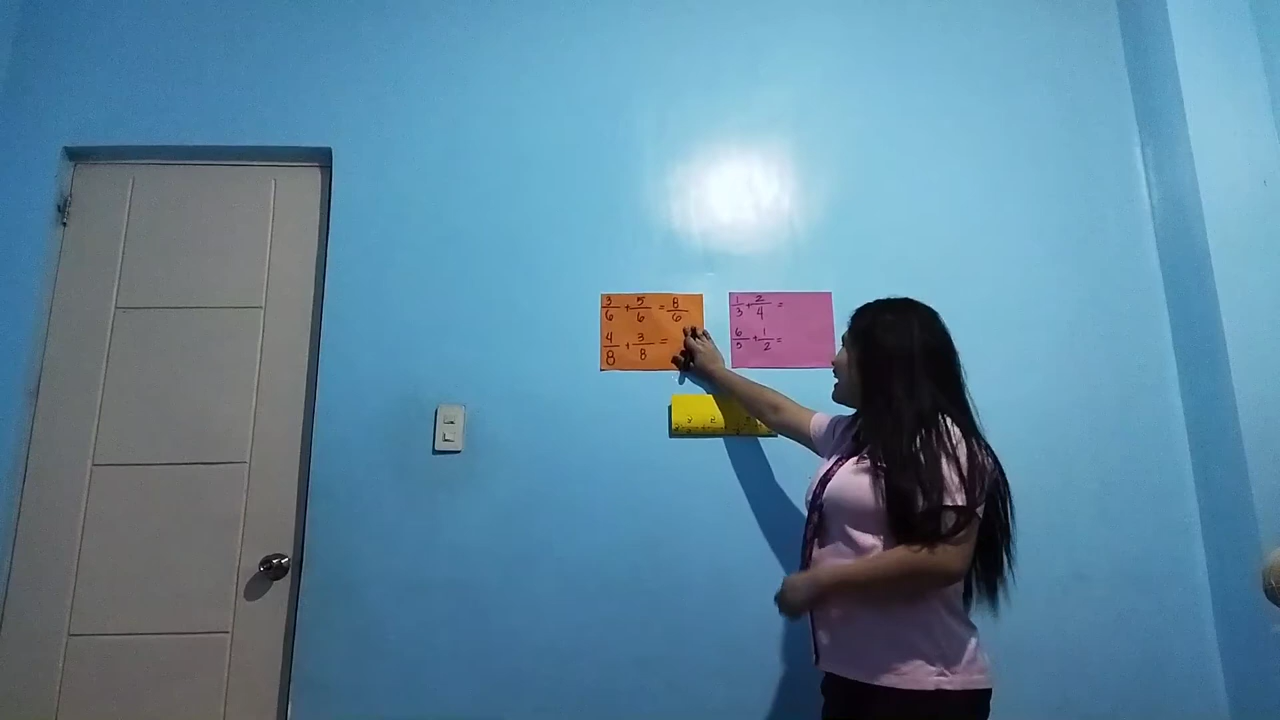 3/6 + 5/6 = 8/6
4/8 + 3/8 =
1/3 + 2/4 =
6/5 + 1/2 =